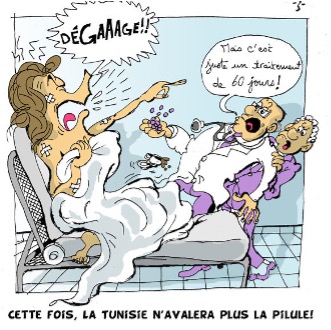 DÉGAAAGE!!
Mais c'est
juste un traitement
de 60 jours!
CETTE FOIS, LA TUNISIE N'AVALERA PLUS LA PILULE!